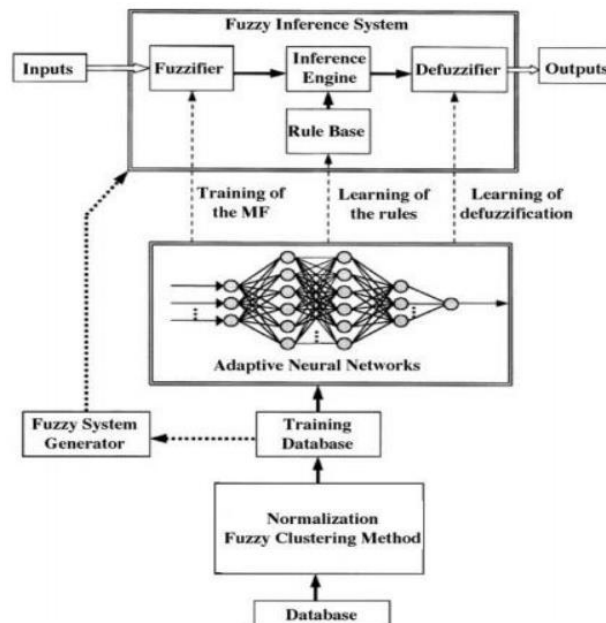 Fuzzy Inference System
Inputs
Fuzzifier
Inference
Engine
Defuzzifier
Outputs
Rule Base
Training of
the MF
Learning of
the rules
Learning of
defuzzification
Adaptive Neural Networks
Fuzzy System
Generator
Training
Database
Normalization
Fuzzy Clustering Method
Database